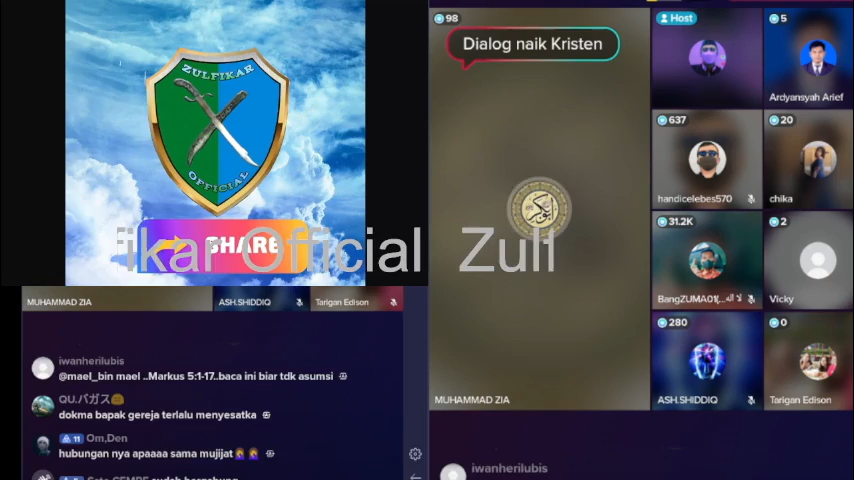 ZULFIKAR
OFFICIAL
SHARE
fikar Official Zulf
MUHAMMAD ZIA
ASH.SHIDDIQ
Tarigan Edison
iwanherilubis
@mael_bin mael ..Markus 5:1-17..baca ini biar tdk asumsi
QU.バガス
dokma bapak gereja terlalu menyesatka
11 Om,Den
hubungan nya apaaaa sama mujijat🤦‍♀️🤦‍♀️
98
Dialog naik Kristen
MUHAMMAD ZIA
Host
5
Ardyansyah Arief
637
handicelebes570
20
chika
31.2K
BangZUMA01(...لا اله
2
Vicky
280
ASH.SHIDDIQ
0
Tarigan Edison
iwanherilubis